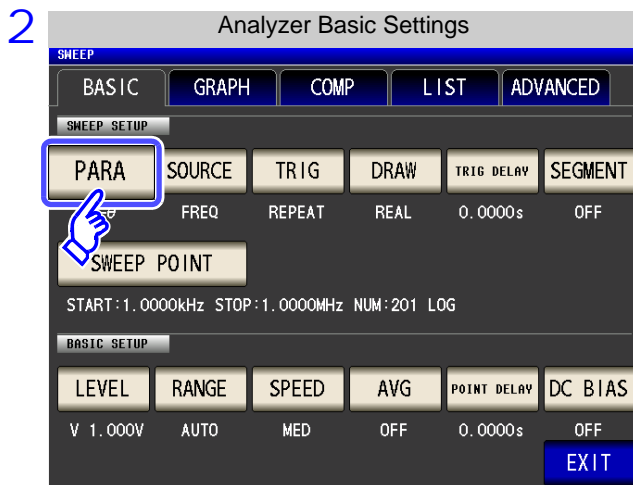 2
Analyzer Basic Settings
SWEEP
BASIC GRAPH COMP LIST ADVANCED
SWEEP SETUP
PARA SOURCE TRIG DRAW TRIG DELAY SEGMENT
θ FREQ REPEAT REAL 0.0000s OFF
SWEEP POINT
START:1.0000kHz STOP:1.0000MHz NUM:201 LOG
BASIC SETUP
LEVEL RANGE SPEED AVG POINT DELAY DC BIAS
V 1.000V AUTO MED OFF 0.0000s OFF
EXIT